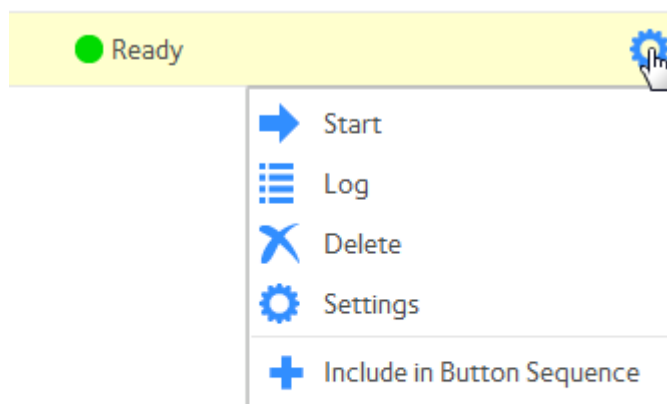 Ready
Start
Log
Delete
Settings
Include in Button Sequence